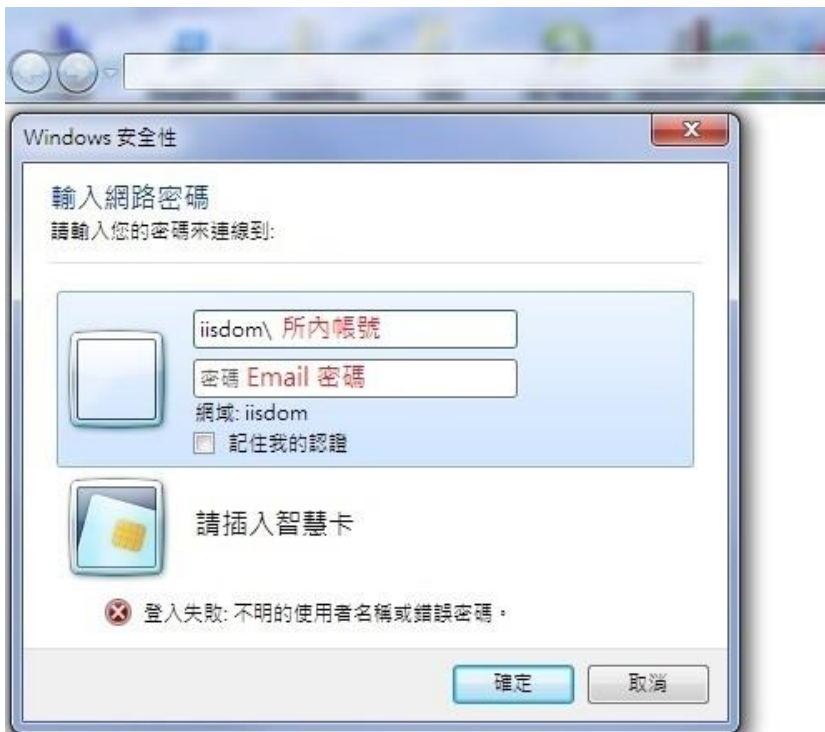 Windows 安全性
輸入網路密碼
請輸入您的密碼來連線到:
iisdom\ 所內帳號
密碼 Email 密碼
網域: iisdom
記住我的認證
請插入智慧卡
登入失敗: 不明的使用者名稱或錯誤密碼。
確定 取消